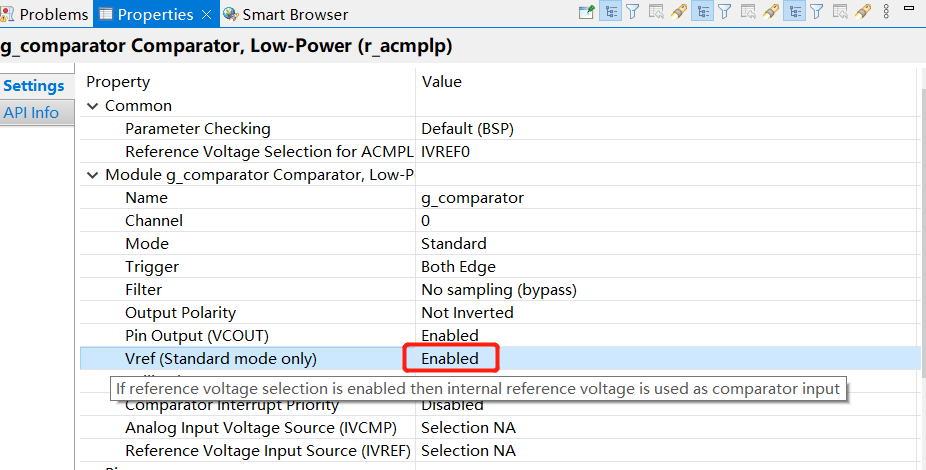 Problems Properties Smart Browser
g_comparator Comparator, Low-Power (r_acmplp)
Settings
API Info
Property Value
Common
Parameter Checking Default (BSP)
Reference Voltage Selection for ACMPL IVREF0
Module g_comparator Comparator, Low-P
Name g_comparator
Channel 0
Mode Standard
Trigger Both Edge
Filter No sampling (bypass)
Output Polarity Not Inverted
Pin Output (VCOUT) Enabled
Vref (Standard mode only) Enabled
If reference voltage selection is enabled then internal reference voltage is used as comparator input
Comparator Interrupt Priority Disabled
Analog Input Voltage Source (IVCMP) Selection NA
Reference Voltage Input Source (IVREF) Selection NA